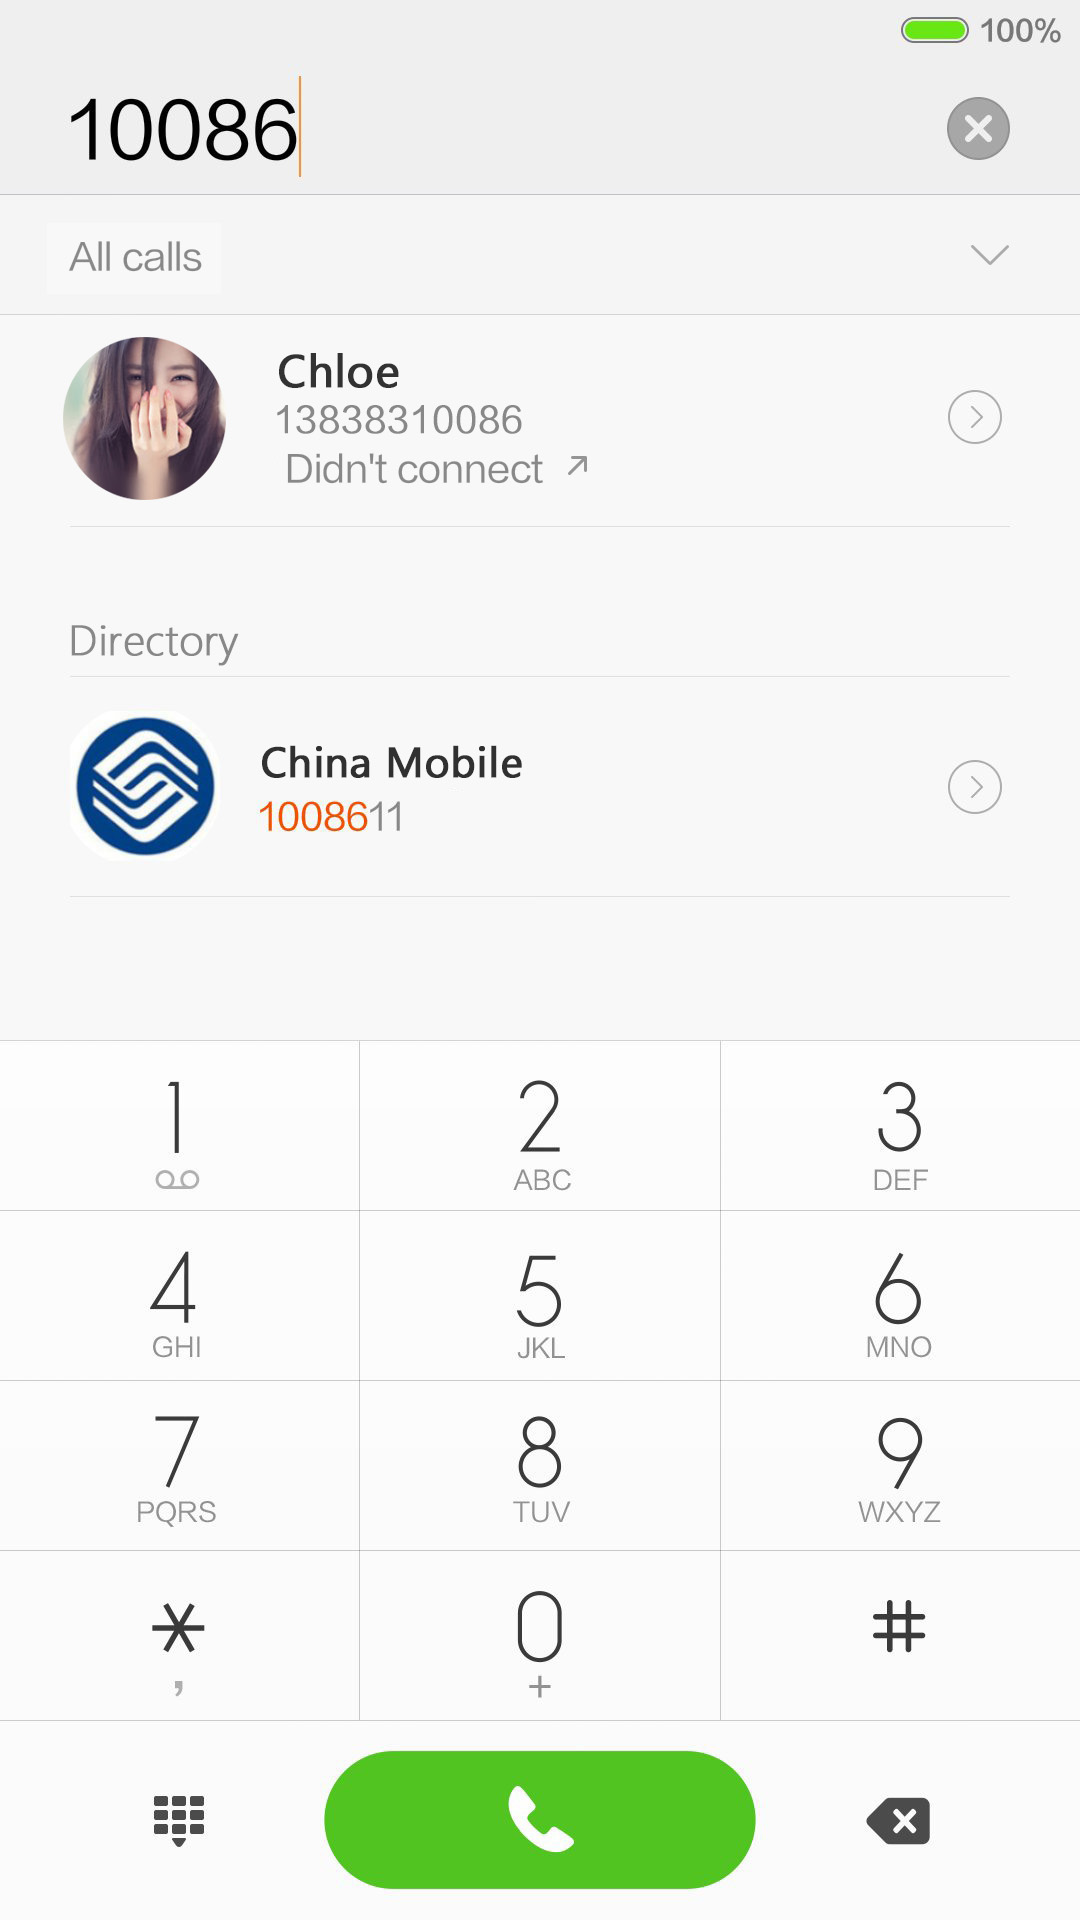 100%
10086
All calls
Chloe
13838310086
Didn't connect
Directory
China Mobile
1008611
1
2
3
ABC
DEF
4
5
6
GHI
JKL
MNO
7
8
9
PQRS
TUV
WXYZ
*
0
#
,
+